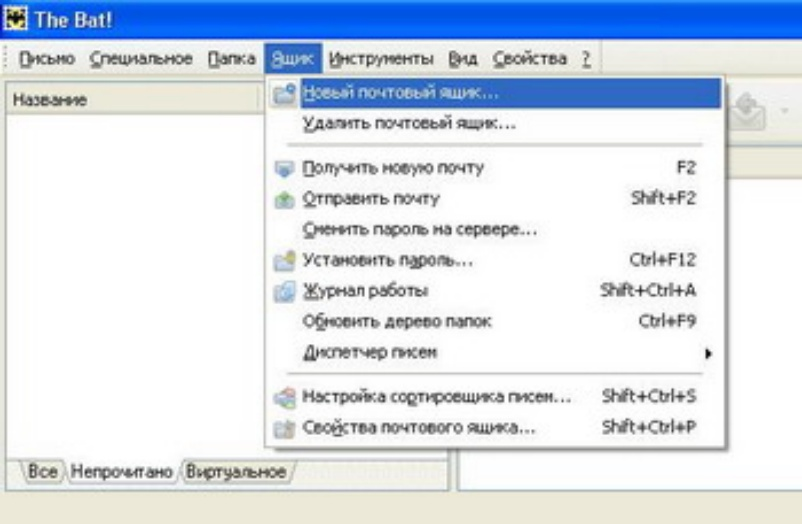 The Bat!
Письмо Специальное Папка Ящик Инструменты Вид Свойства ?
Название
Новый почтовый ящик...
Удалить почтовый ящик...
Получить новую почту F2
Отправить почту Shift+F2
Сменить пароль на сервере...
Установить пароль... Ctrl+F12
Журнал работы Shift+Ctrl+A
Обновить дерево папок Ctrl+F9
Диспетчер писем
Настройка сортировщика писем... Shift+Ctrl+S
Свойства почтового ящика... Shift+Ctrl+P
Все Непрочитано Виртуальное